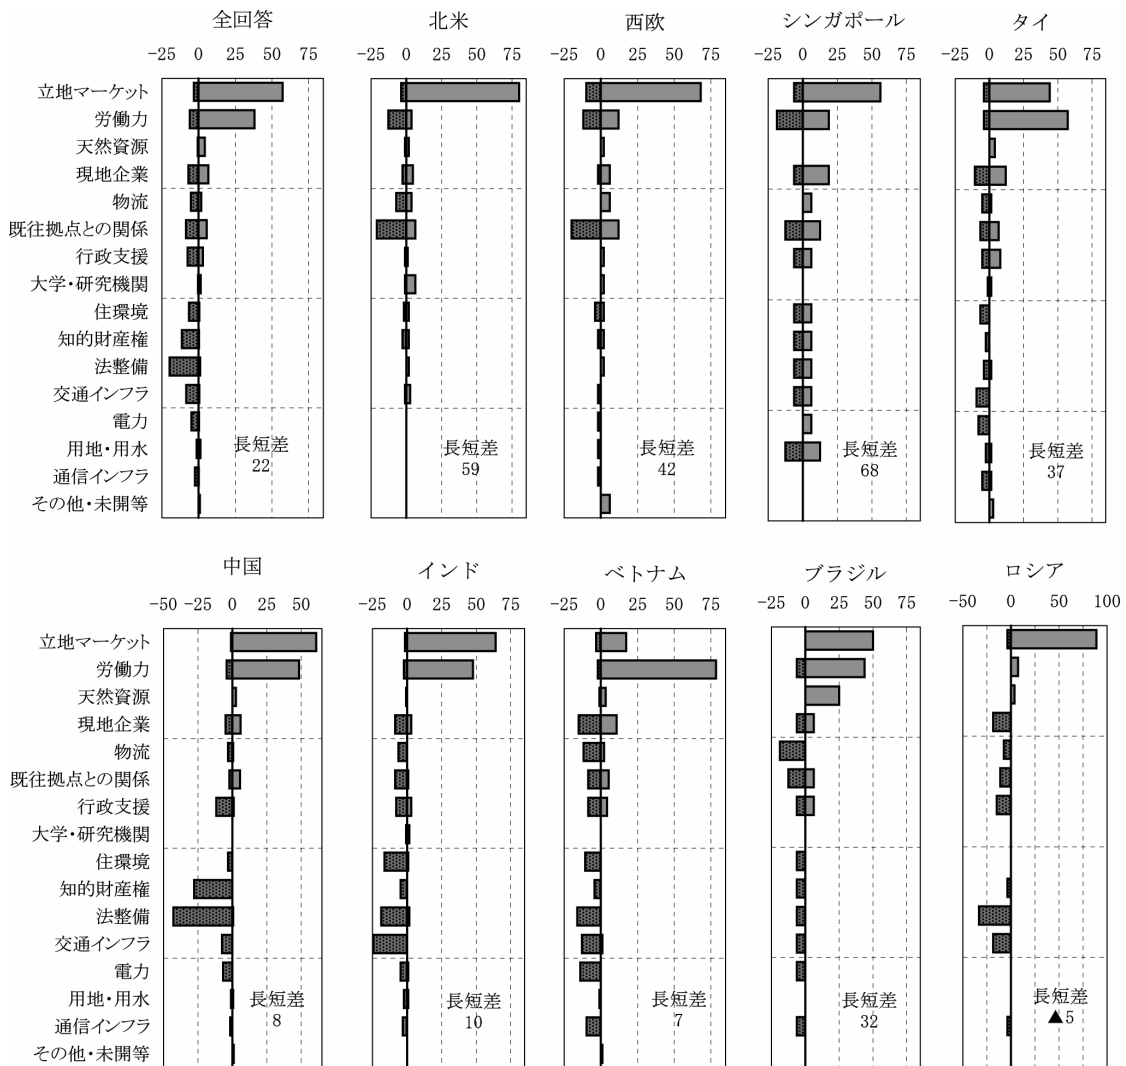 全回答 北米 西欧 シンガポール タイ
-25 0 25 50 75 -25 0 25 50 75 -25 0 25 50 75 -25 0 25 50 75 -25 0 25 50 75
立地マーケット
労働力
天然資源
現地企業
物流
既往拠点との関係
行政支援
大学・研究機関
住環境
知的財産権
法整備
交通インフラ
電力
用地・用水
通信インフラ
その他・未開等
長短差 長短差 長短差 長短差 長短差
22 59 42 68 37
中国 インド ベトナム ブラジル ロシア
-50 -25 0 25 50 -25 0 25 50 75 -25 0 25 50 75 -25 0 25 50 75 -50 0 50 100
立地マーケット
労働力
天然資源
現地企業
物流
既往拠点との関係
行政支援
大学・研究機関
住環境
知的財産権
法整備
交通インフラ
電力
用地・用水
通信インフラ
その他・未開等
長短差 長短差 長短差 長短差 長短差
8 10 7 32 ▲5